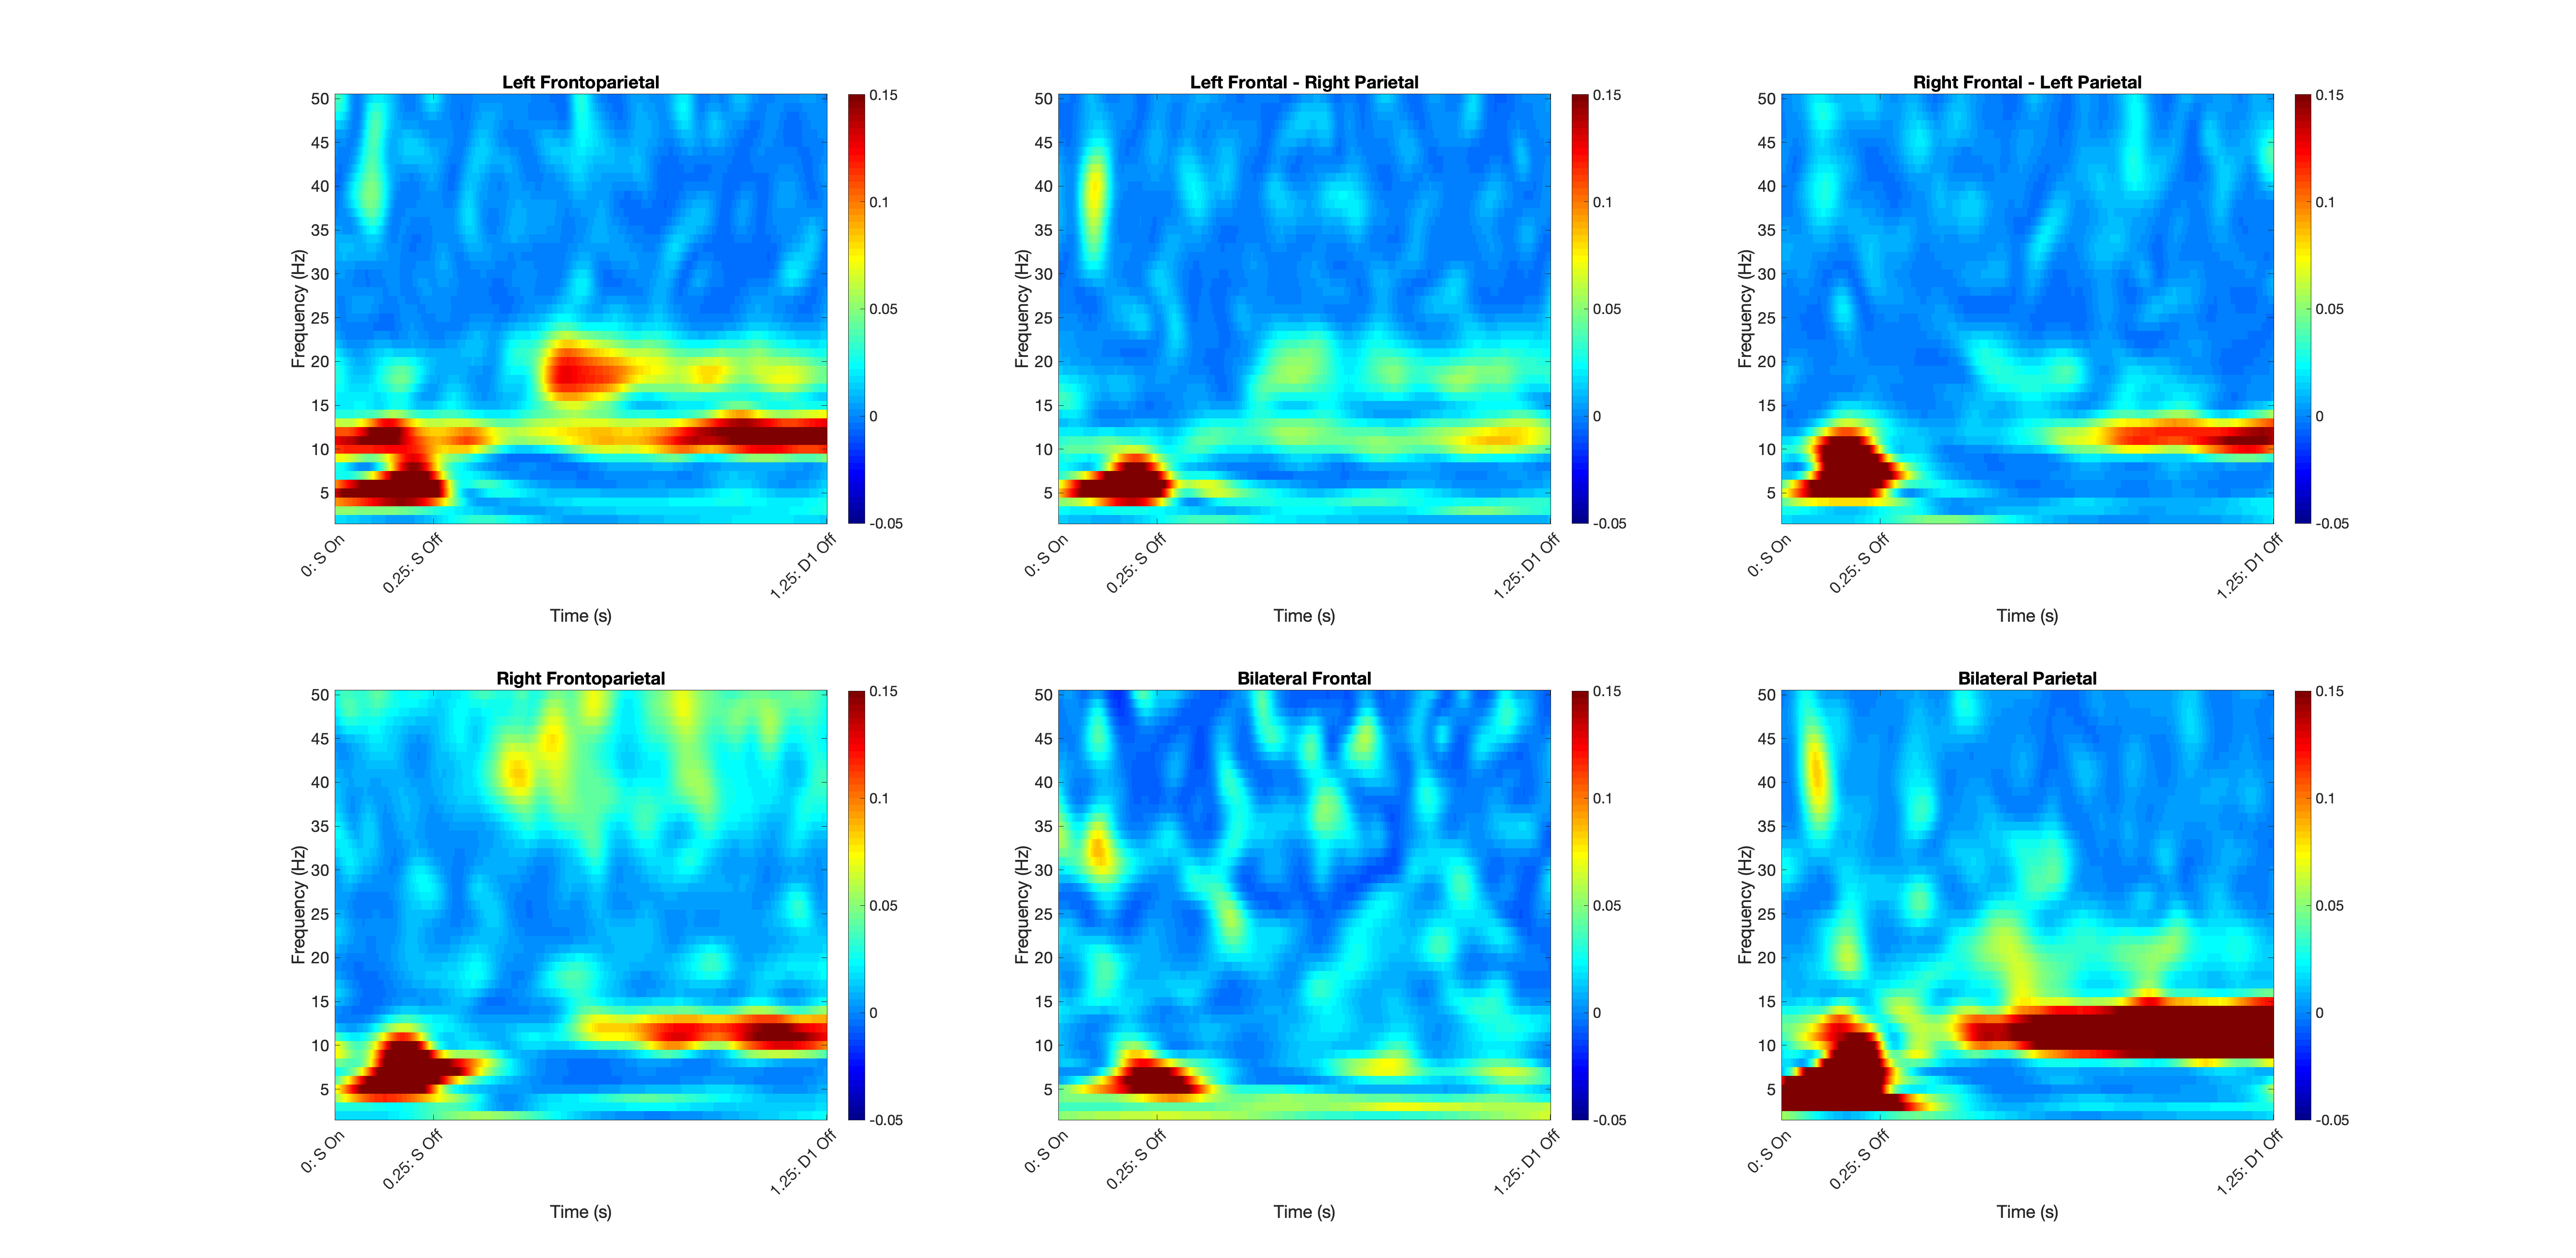 Left Frontoparietal
50
45
40
35
30
25
20
15
10
5
Frequency (Hz)
0: S On
0.25: S Off
1.25: D1 Off
Time (s)
0.15
0.1
0.05
0
-0.05
Left Frontal - Right Parietal
50
45
40
35
30
25
20
15
10
5
Frequency (Hz)
0: S On
0.25: S Off
1.25: D1 Off
Time (s)
0.15
0.1
0.05
0
-0.05
Right Frontal - Left Parietal
50
45
40
35
30
25
20
15
10
5
Frequency (Hz)
0: S On
0.25: S Off
1.25: D1 Off
Time (s)
0.15
0.1
0.05
0
-0.05
Right Frontoparietal
50
45
40
35
30
25
20
15
10
5
Frequency (Hz)
0: S On
0.25: S Off
1.25: D1 Off
Time (s)
0.15
0.1
0.05
0
-0.05
Bilateral Frontal
50
45
40
35
30
25
20
15
10
5
Frequency (Hz)
0: S On
0.25: S Off
1.25: D1 Off
Time (s)
0.15
0.1
0.05
0
-0.05
Bilateral Parietal
50
45
40
35
30
25
20
15
10
5
Frequency (Hz)
0: S On
0.25: S Off
1.25: D1 Off
Time (s)
0.15
0.1
0.05
0
-0.05